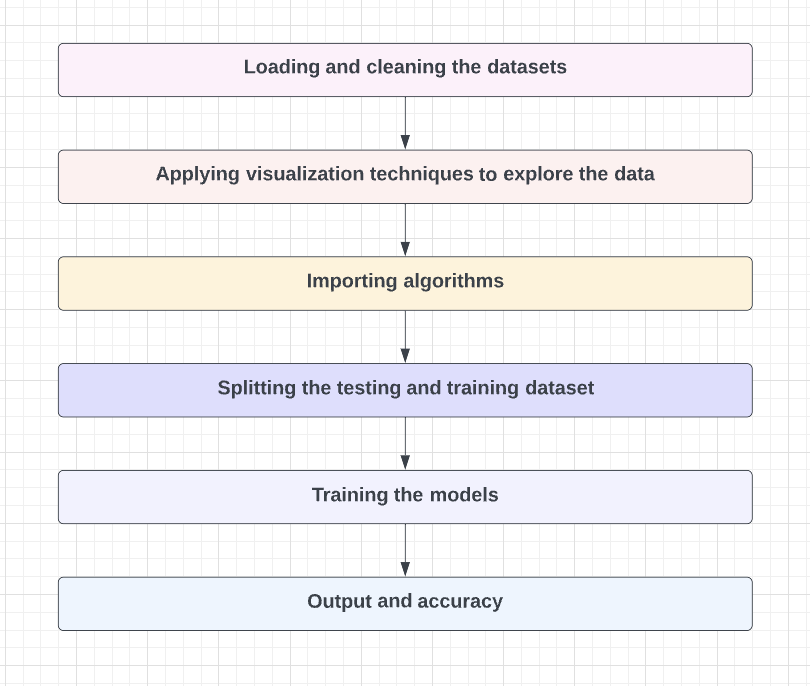 Loading and cleaning the datasets
Applying visualization techniques to explore the data
Importing algorithms
Splitting the testing and training dataset
Training the models
Output and accuracy